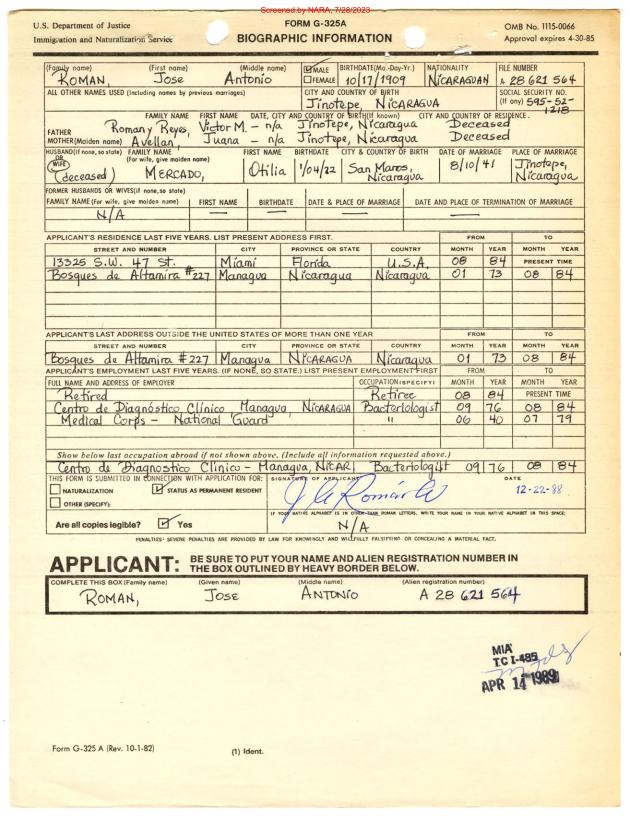 Screened by NARA, 7/28/2023
U.S. Department of Justice
Immigration and Naturalization Service
FORM G-325A
BIOGRAPHIC INFORMATION
OMB No. 1115-0066
Approval expires 4-30-85
(Family name) (First name) (Middle name) MALE FEMALE BIRTHDATE(Mo.-Day-Yr.) NATIONALITY FILE NUMBER
ROMAN, Jose Antonio 10/17/1909 NICARAGUAN A 28 621 564
ALL OTHER NAMES USED (Including names by previous marriages) CITY AND COUNTRY OF BIRTH SOCIAL SECURITY NO. (If any)
Jinotepe, NICARAGUA 595-52-1218
FAMILY NAME FIRST NAME DATE, CITY AND COUNTRY OF BIRTH(If known) CITY AND COUNTRY OF RESIDENCE.
FATHER Roman y Reyes, Victor M. - n/a Jinotepe, Nicaragua Deceased
MOTHER(Maiden name) Avellan, Juana - n/a Jinotepe, Nicaragua Deceased
HUSBAND(If none, so state) OR WIFE FAMILY NAME (For wife, give maiden name) FIRST NAME BIRTHDATE CITY & COUNTRY OF BIRTH DATE OF MARRIAGE PLACE OF MARRIAGE
(deceased) MERCADO, Otilia 1/04/22 San Marcos, Nicaragua 8/10/41 Jinotepe, Nicaragua
FORMER HUSBANDS OR WIVES(if none, so state)
FAMILY NAME (For wife, give maiden name) FIRST NAME BIRTHDATE DATE & PLACE OF MARRIAGE DATE AND PLACE OF TERMINATION OF MARRIAGE
N/A — — — —
APPLICANT'S RESIDENCE LAST FIVE YEARS. LIST PRESENT ADDRESS FIRST. FROM TO
STREET AND NUMBER CITY PROVINCE OR STATE COUNTRY MONTH YEAR MONTH YEAR
13325 S.W. 47 St. Miami Florida U.S.A. 08 84 PRESENT TIME
Bosques de Altamira #227 Managua Nicaragua Nicaragua 01 73 08 84
APPLICANT'S LAST ADDRESS OUTSIDE THE UNITED STATES OF MORE THAN ONE YEAR FROM TO
STREET AND NUMBER CITY PROVINCE OR STATE COUNTRY MONTH YEAR MONTH YEAR
Bosques de Altamira #227 Managua NICARAGUA Nicaragua 01 73 08 84
APPLICANT'S EMPLOYMENT LAST FIVE YEARS. (IF NONE, SO STATE.) LIST PRESENT EMPLOYMENT FIRST FROM TO
FULL NAME AND ADDRESS OF EMPLOYER OCCUPATION(SPECIFY) MONTH YEAR MONTH YEAR
Retired Retiree 08 84 PRESENT TIME
Centro de Diagnóstico Clínico Managua, NICARAGUA Bacteriologist 09 76 08 84
Medical Corps - National Guard " 06 40 07 79
Show below last occupation abroad if not shown above. (Include all information requested above.)
Centro de Diagnostico Clinico - Managua, NICAR. Bacteriologist 09 76 08 84
THIS FORM IS SUBMITTED IN CONNECTION WITH APPLICATION FOR: SIGNATURE OF APPLICANT DATE
NATURALIZATION STATUS AS PERMANENT RESIDENT 12-22-88
OTHER (SPECIFY):
IF YOUR NATIVE ALPHABET IS IN OTHER THAN ROMAN LETTERS, WRITE YOUR NAME IN YOUR NATIVE ALPHABET IN THIS SPACE:
Are all copies legible? Yes N/A
PENALTIES: SEVERE PENALTIES ARE PROVIDED BY LAW FOR KNOWINGLY AND WILLFULLY FALSIFYING OR CONCEALING A MATERIAL FACT.
APPLICANT: BE SURE TO PUT YOUR NAME AND ALIEN REGISTRATION NUMBER IN THE BOX OUTLINED BY HEAVY BORDER BELOW.
COMPLETE THIS BOX (Family name) (Given name) (Middle name) (Alien registration number)
ROMAN, JOSE ANTONIO A 28 621 564
MIA
TC I-485
APR 14 1989
Form G-325 A (Rev. 10-1-82)
(1) Ident.